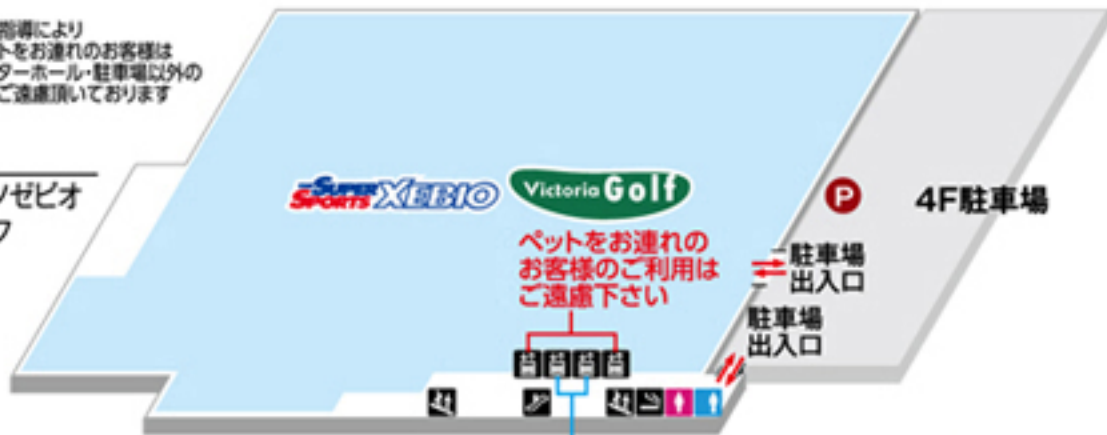 指導により
トをお連れのお客様は
ターホール・駐車場以外の
ご遠慮頂いております
ゼビオ
SUPER SPORTS XEBIO
Victoria Golf
P
4F駐車場
ペットをお連れの
お客様のご利用は
ご遠慮下さい
駐車場
出入口
駐車場
出入口